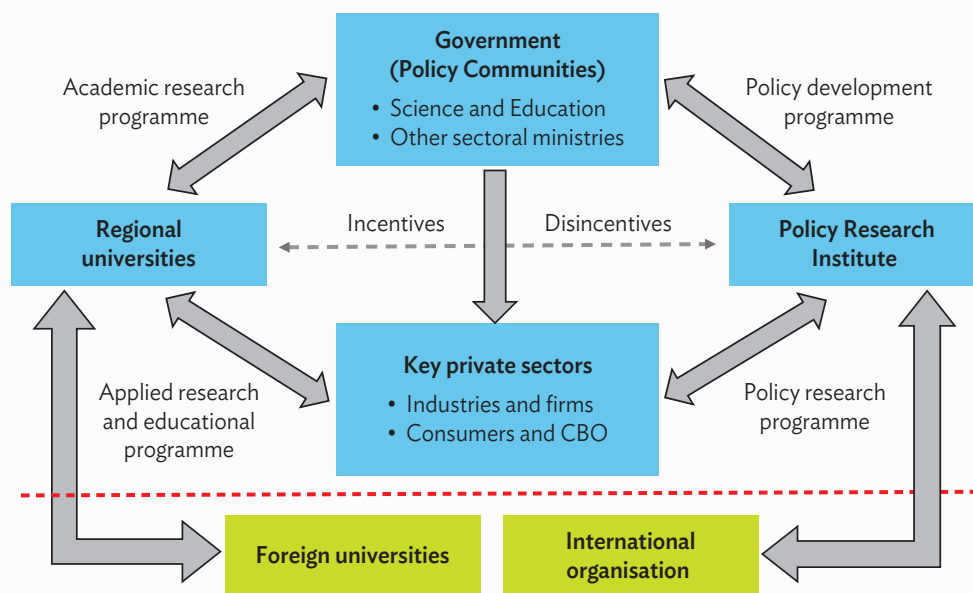 Government
(Policy Communities)
• Science and Education
• Other sectoral ministries
Academic research
programme
Policy development
programme
Regional
universities
Incentives
Disincentives
Policy Research
Institute
Key private sectors
• Industries and firms
• Consumers and CBO
Applied research
and educational
programme
Policy research
programme
Foreign universities
International
organisation